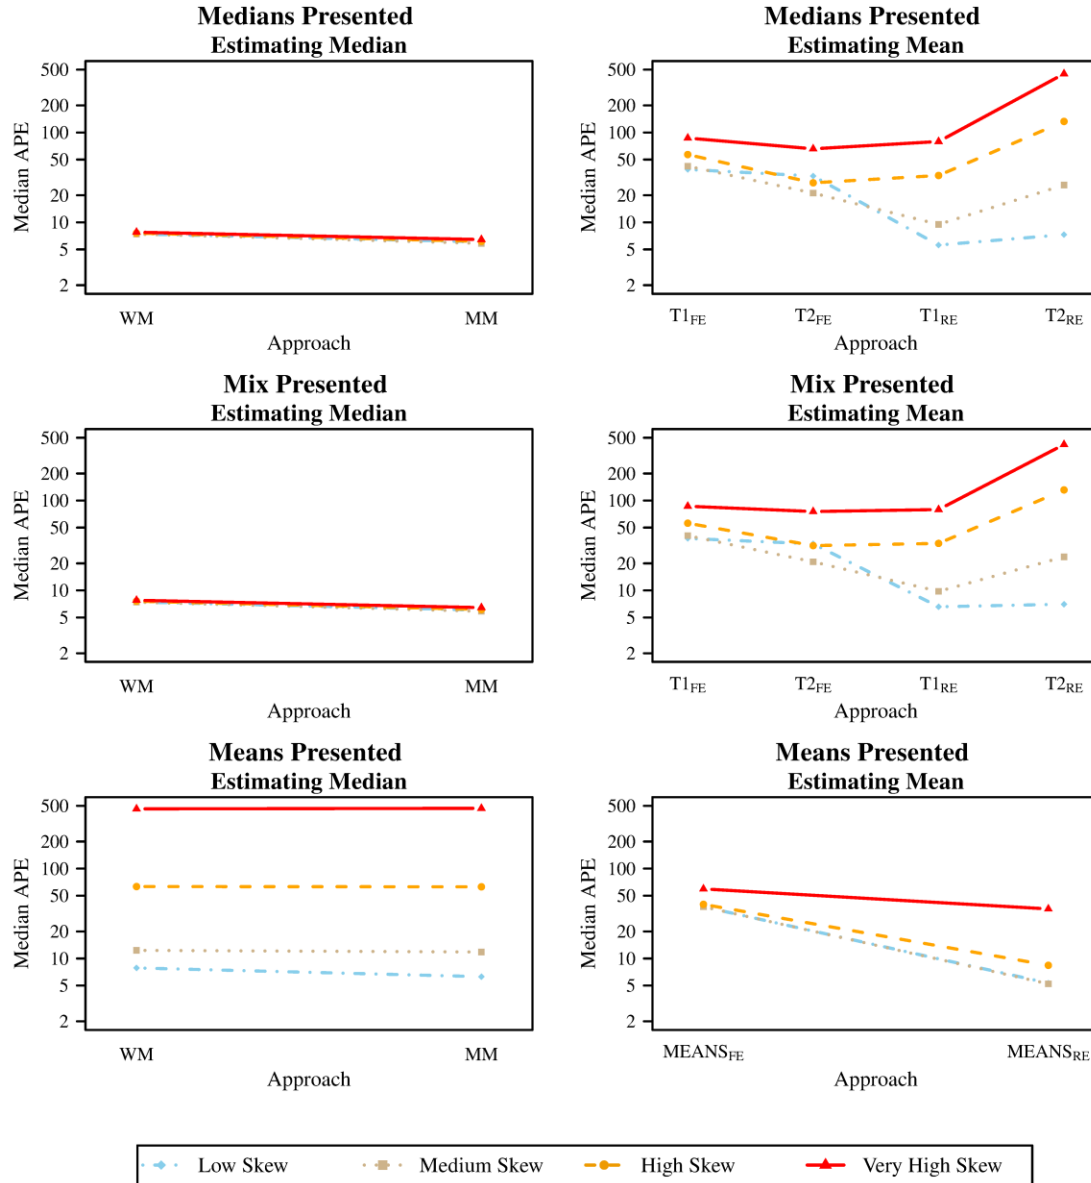 Medians Presented
Estimating Median
Median APE
500
200
100
50
20
10
5
2
WM
MM
Approach
Medians Presented
Estimating Mean
Median APE
500
200
100
50
20
10
5
2
T1FE
T2FE
T1RE
T2RE
Approach
Mix Presented
Estimating Median
Median APE
500
200
100
50
20
10
5
2
WM
MM
Approach
Mix Presented
Estimating Mean
Median APE
500
200
100
50
20
10
5
2
T1FE
T2FE
T1RE
T2RE
Approach
Means Presented
Estimating Median
Median APE
500
200
100
50
20
10
5
2
WM
MM
Approach
Means Presented
Estimating Mean
Median APE
500
200
100
50
20
10
5
2
MEANSFE
MEANSRE
Approach
Low Skew
Medium Skew
High Skew
Very High Skew